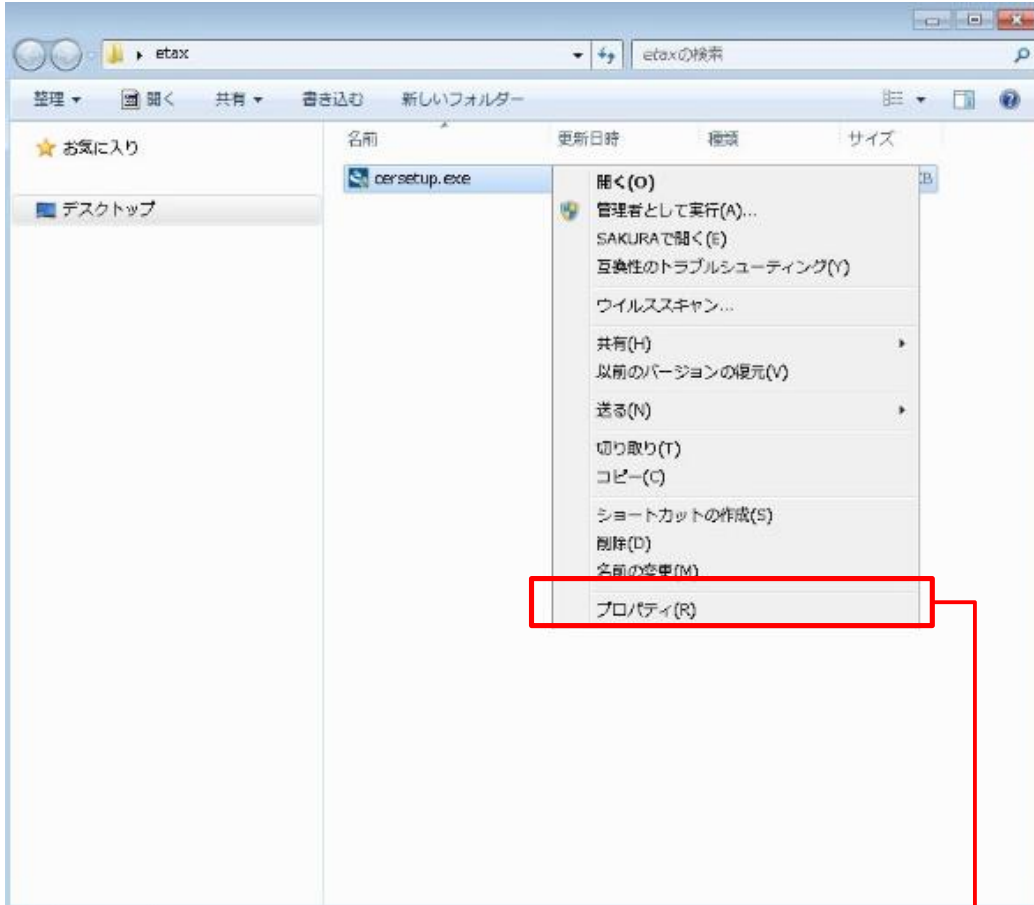 etax
etaxの検索
整理
開く
共有
書き込む
新しいフォルダー
お気に入り
デスクトップ
名前
更新日時
種類
サイズ
cersetup.exe
KB
開く(O)
管理者として実行(A)...
SAKURAで開く(E)
互換性のトラブルシューティング(Y)
ウイルススキャン...
共有(H)
以前のバージョンの復元(V)
送る(N)
切り取り(T)
コピー(C)
ショートカットの作成(S)
削除(D)
名前の変更(M)
プロパティ(R)